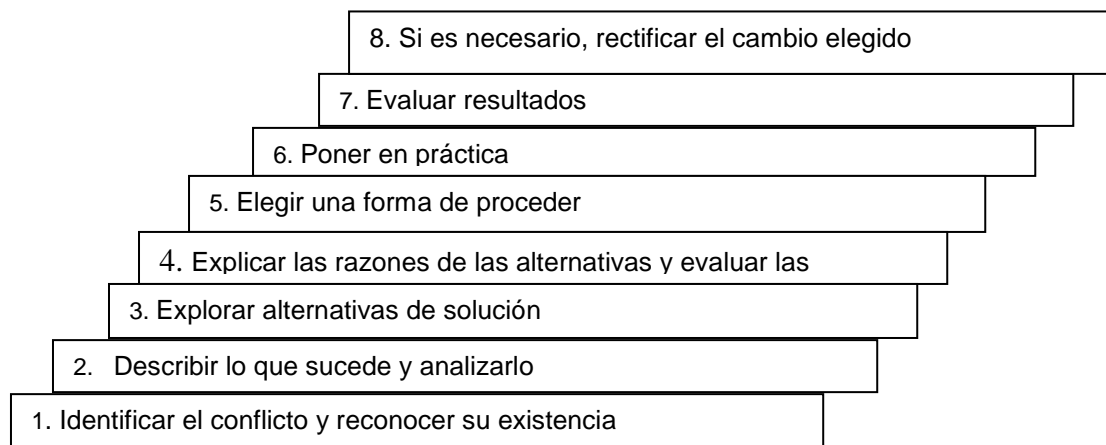 8. Si es necesario, rectificar el cambio elegido
7. Evaluar resultados
6. Poner en práctica
5. Elegir una forma de proceder
4. Explicar las razones de las alternativas y evaluar las
3. Explorar alternativas de solución
2. Describir lo que sucede y analizarlo
1. Identificar el conflicto y reconocer su existencia